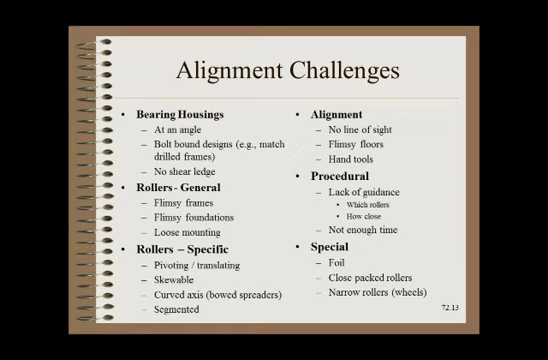 Alignment Challenges
• Bearing Housings
– At an angle
– Bolt bound designs (e.g., match
drilled frames)
– No shear ledge
• Rollers - General
– Flimsy frames
– Flimsy foundations
– Loose mounting
• Rollers – Specific
– Pivoting / translating
– Skewable
– Curved axis (bowed spreaders)
– Segmented
• Alignment
– No line of sight
– Flimsy floors
– Hand tools
• Procedural
– Lack of guidance
• Which rollers
• How close
– Not enough time
• Special
– Foil
– Close packed rollers
– Narrow rollers (wheels)
72.13